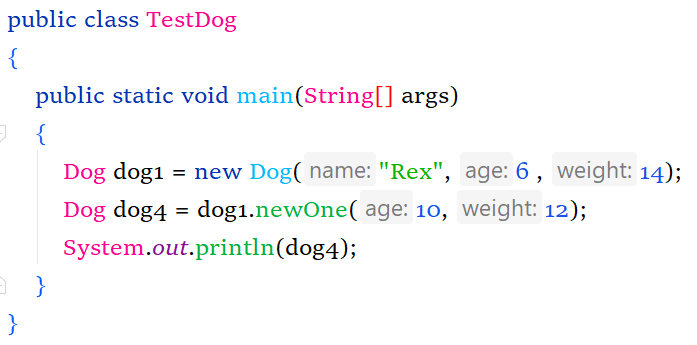 public class TestDog
{
public static void main(String[] args)
{
Dog dog1 = new Dog( name: "Rex", age: 6 , weight: 14);
Dog dog4 = dog1.newOne( age: 10, weight: 12);
System.out.println(dog4);
}
}